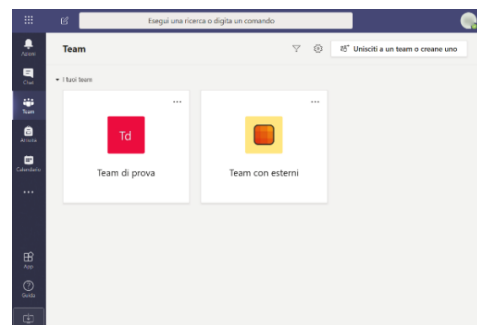 Esegui una ricerca o digita un comando
Team
Unisciti a un team o creane uno
I tuoi team
Td
Team di prova
Team con esterni
Chat
Team
Attività
Calendario
App
Guida